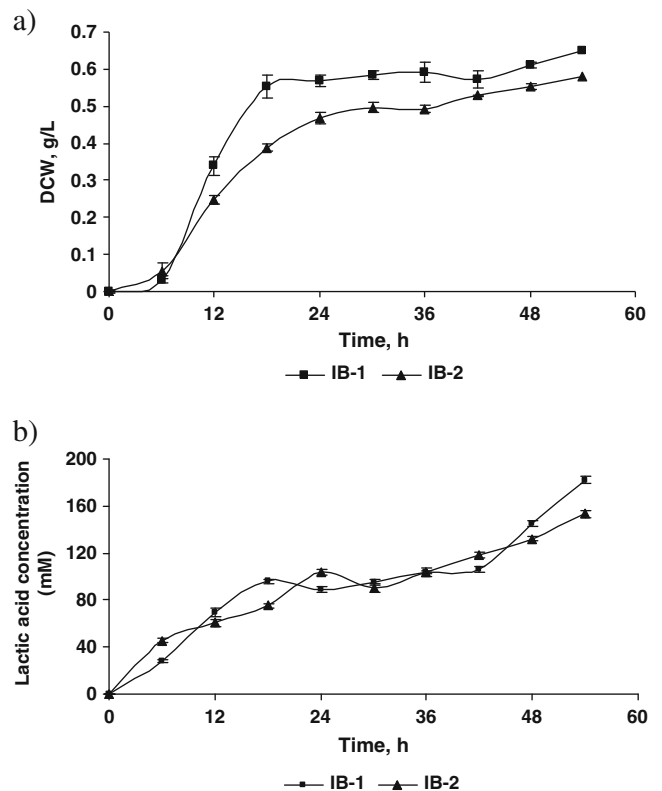 a)
0.7
0.6
0.5
0.4
0.3
0.2
0.1
0
DCW, g/L
0 12 24 36 48 60
Time, h
IB-1 IB-2
b)
200
160
120
80
40
0
Lactic acid concentration
(mM)
0 12 24 36 48 60
Time, h
IB-1 IB-2